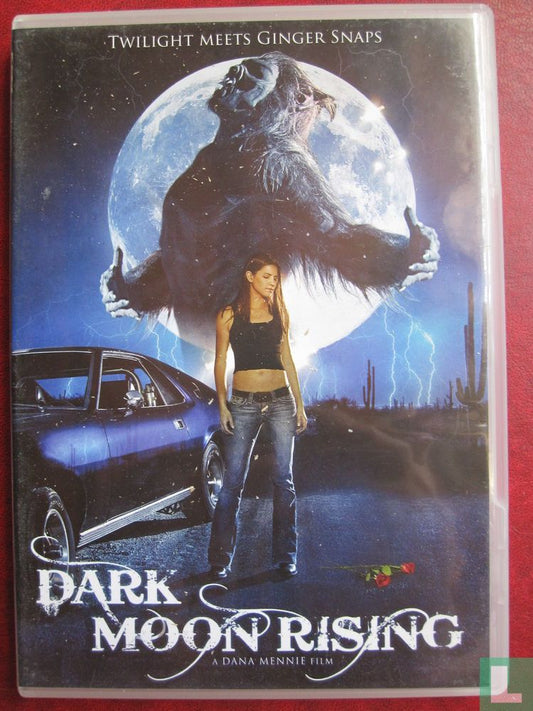 TWILIGHT MEETS GINGER SNAPS
DARK
MOON RISING
A DANA MENNIE FILM